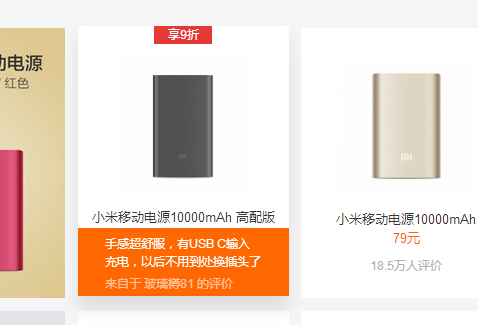 动电源
红色
享9折
小米移动电源10000mAh 高配版
手感超舒服，有USB C输入
充电，以后不用到处换插头了
来自于 玻璃樽81 的评价
小米移动电源10000mAh
79元
18.5万人评价